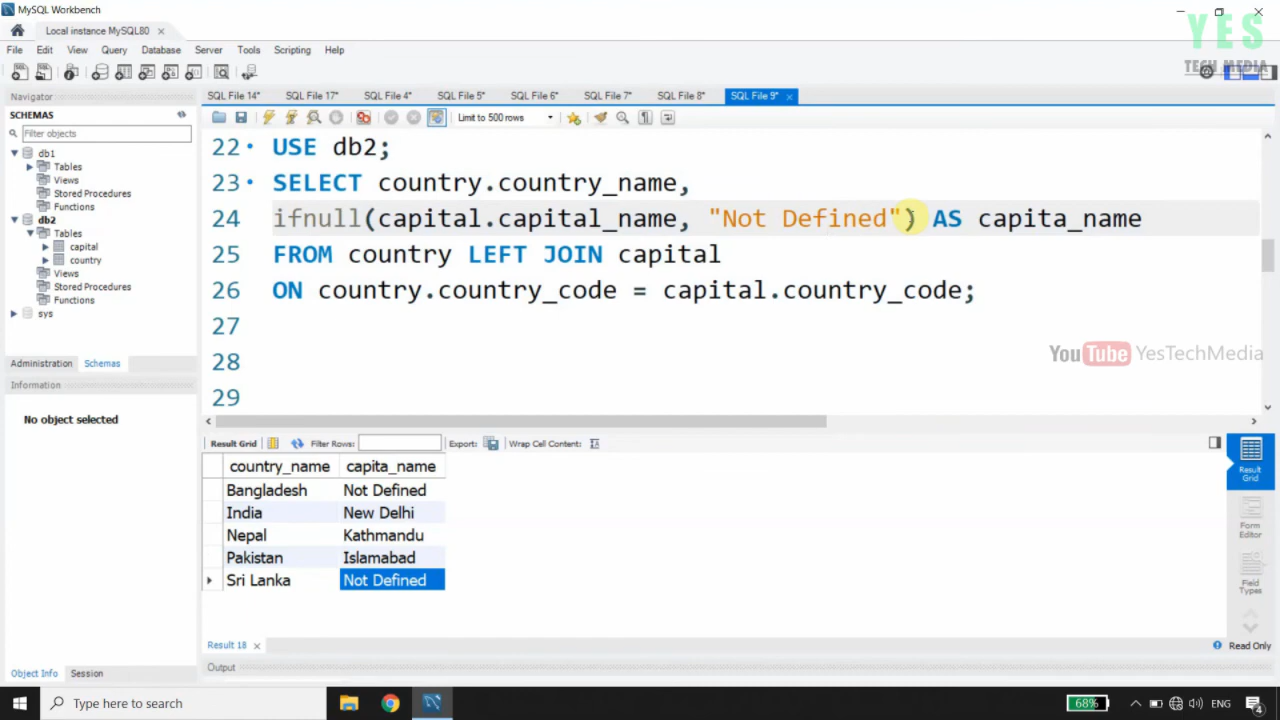 MySQL Workbench
YES
TECH MEDIA
Local instance MySQL80 ×
File Edit View Query Database Server Tools Scripting Help
Navigator
SCHEMAS
Filter objects
db1
Tables
Views
Stored Procedures
Functions
db2
Tables
capital
country
Views
Stored Procedures
Functions
sys
Administration Schemas
Information
No object selected
Object Info Session
SQL File 14* SQL File 17* SQL File 4* SQL File 5* SQL File 6* SQL File 7* SQL File 8* SQL File 9* ×
Limit to 500 rows
22 USE db2;
23 SELECT country.country_name,
24 ifnull(capital.capital_name, "Not Defined") AS capita_name
25 FROM country LEFT JOIN capital
26 ON country.country_code = capital.country_code;
27
28
29
YouTube YesTechMedia
Result Grid Filter Rows: Export: Wrap Cell Content:
country_name capita_name
Bangladesh Not Defined
India New Delhi
Nepal Kathmandu
Pakistan Islamabad
Sri Lanka Not Defined
Result Grid
Form Editor
Field Types
Result 18 × Read Only
Output
Type here to search
68% ENG 4